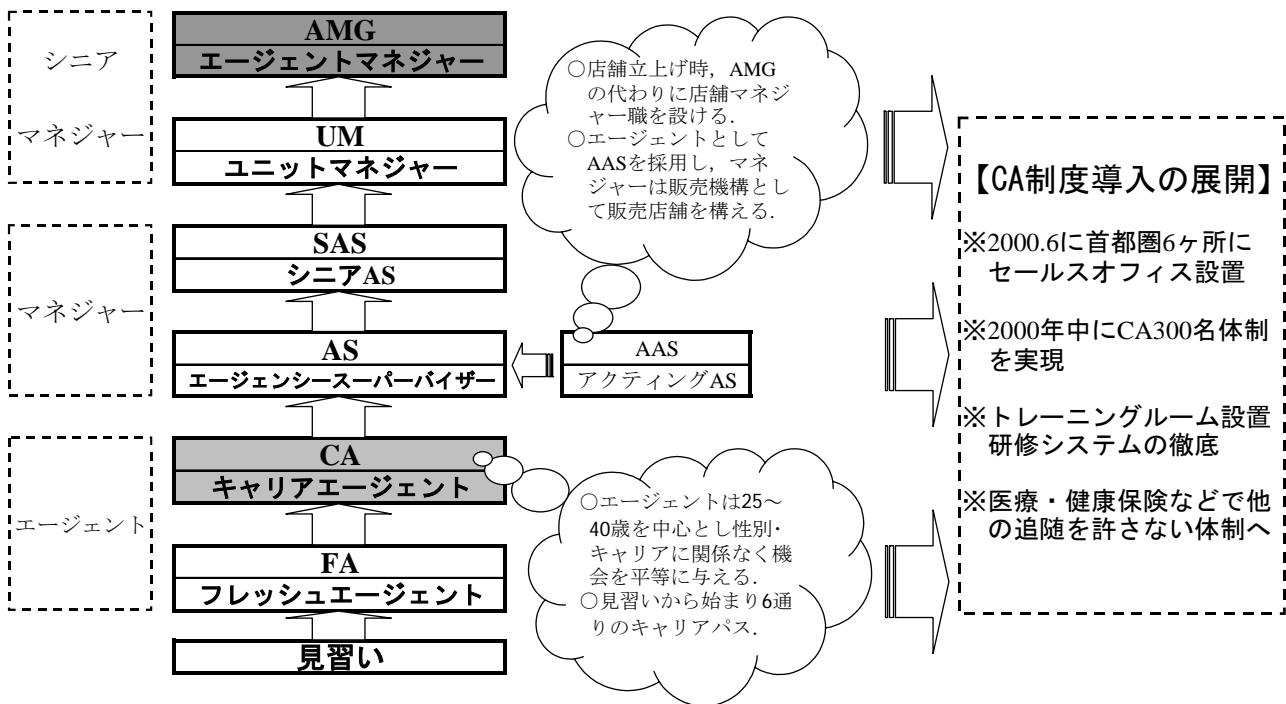 シニア
マネジャー
マネジャー
エージェント
AMG
エージェントマネジャー
UM
ユニットマネジャー
SAS
シニアAS
AS
エージェンシースーパーバイザー
CA
キャリアエージェント
FA
フレッシュエージェント
見習い
AAS
アクティングAS
○店舗立上げ時，AMG
の代わりに店舗マネジ
ャー職を設ける．
○エージェントとして
AASを採用し，マネ
ジャーは販売機構とし
て販売店舗を構える．
○エージェントは25～
40歳を中心とし性別・
キャリアに関係なく機
会を平等に与える．
○見習いから始まり6通
りのキャリアパス．
【CA制度導入の展開】
※2000.6に首都圏6ヶ所に
セールスオフィス設置
※2000年中にCA300名体制
を実現
※トレーニングルーム設置
研修システムの徹底
※医療・健康保険などで他
の追随を許さない体制へ